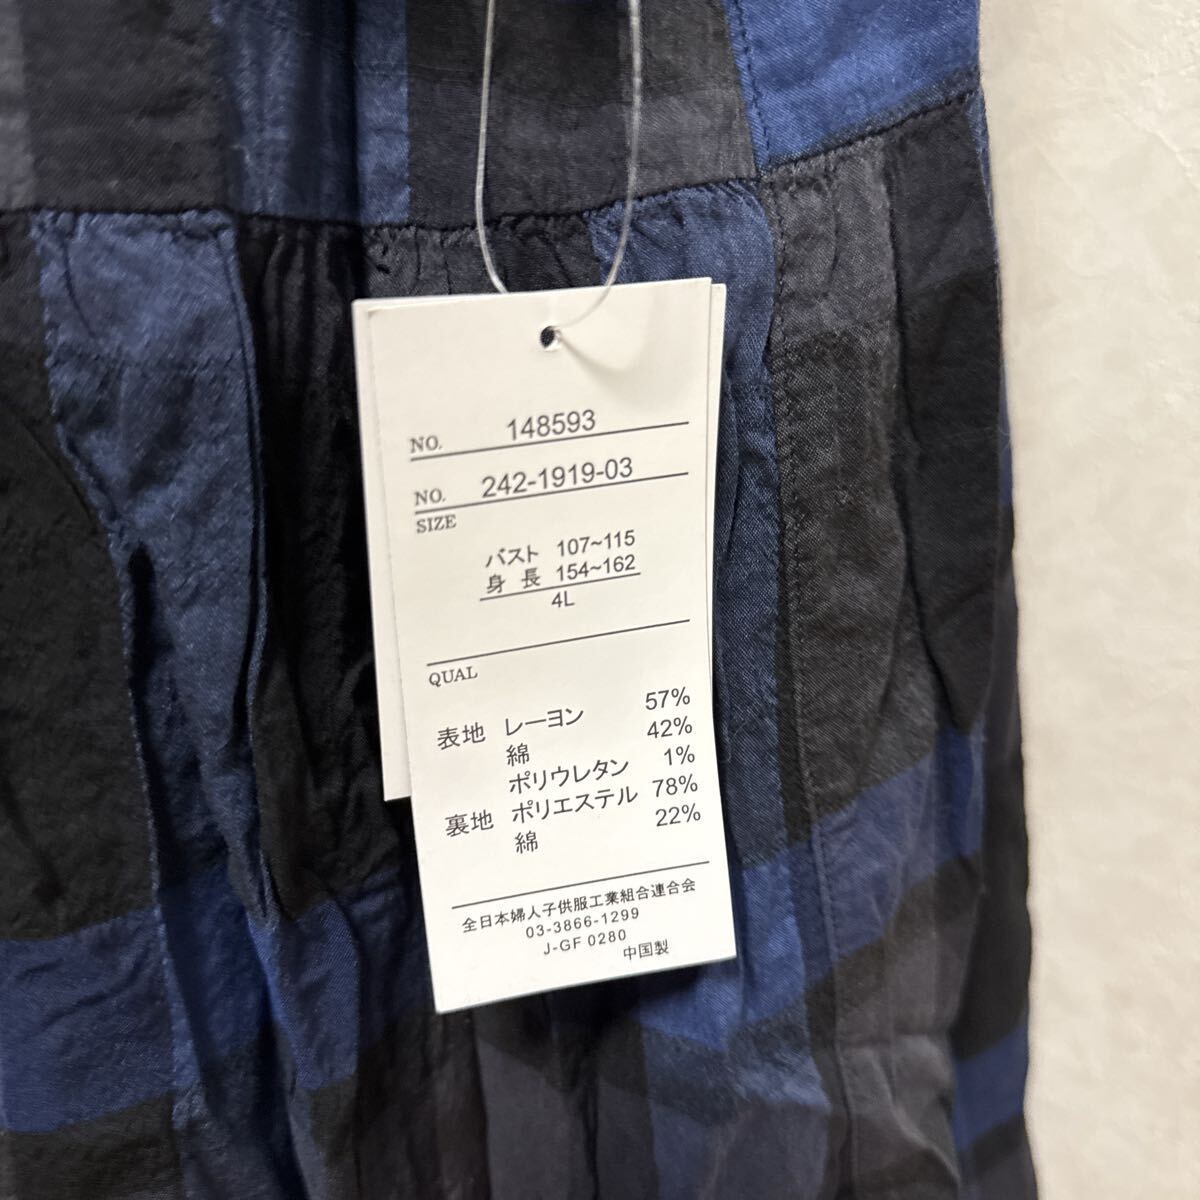 NO. 148593
NO. 242-1919-03
SIZE
バスト 107~115
身長 154~162
4L
QUAL
表地 レーヨン 57%
綿 42%
ポリウレタン 1%
裏地 ポリエステル 78%
綿 22%
全日本婦人子供服工業組合連合会
03-3866-1299
J-GF 0280
中国製